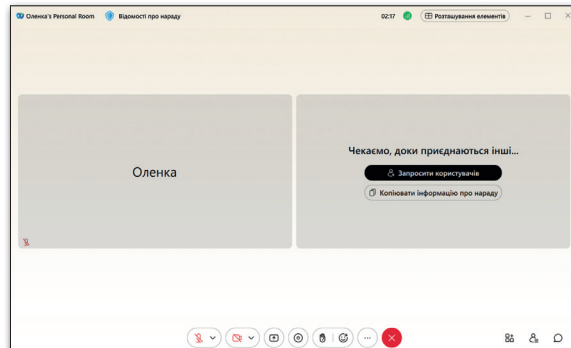 Оленка's Personal Room Відомості про нараду 02:17 Розташування елементів
Чекаємо, доки приєднаються інші...
Оленка
Запросити користувачів
Копіювати інформацію про нараду